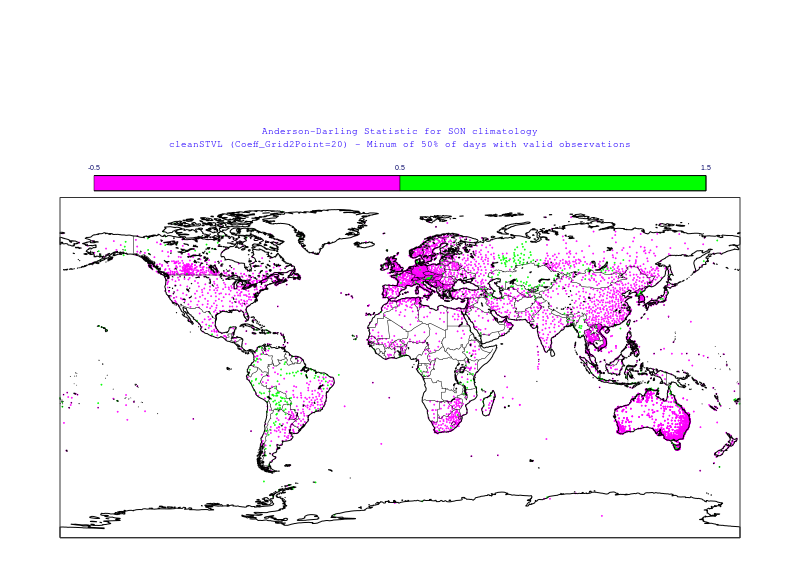 Anderson-Darling Statistic for SON climatology
cleanSTVL (Coeff_Grid2Point=20) - Minum of 50% of days with valid observations
-0.5 0.5 1.5